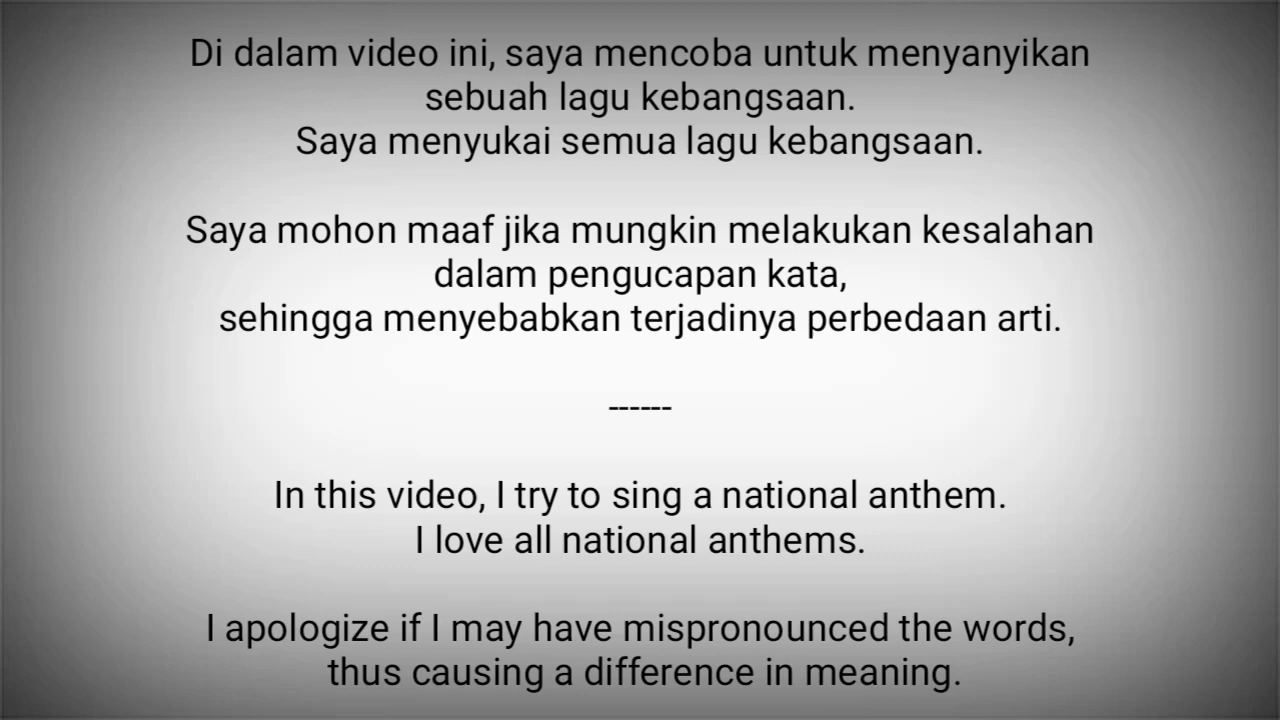 Di dalam video ini, saya mencoba untuk menyanyikan
sebuah lagu kebangsaan.
Saya menyukai semua lagu kebangsaan.
Saya mohon maaf jika mungkin melakukan kesalahan
dalam pengucapan kata,
sehingga menyebabkan terjadinya perbedaan arti.
------
In this video, I try to sing a national anthem.
I love all national anthems.
I apologize if I may have mispronounced the words,
thus causing a difference in meaning.